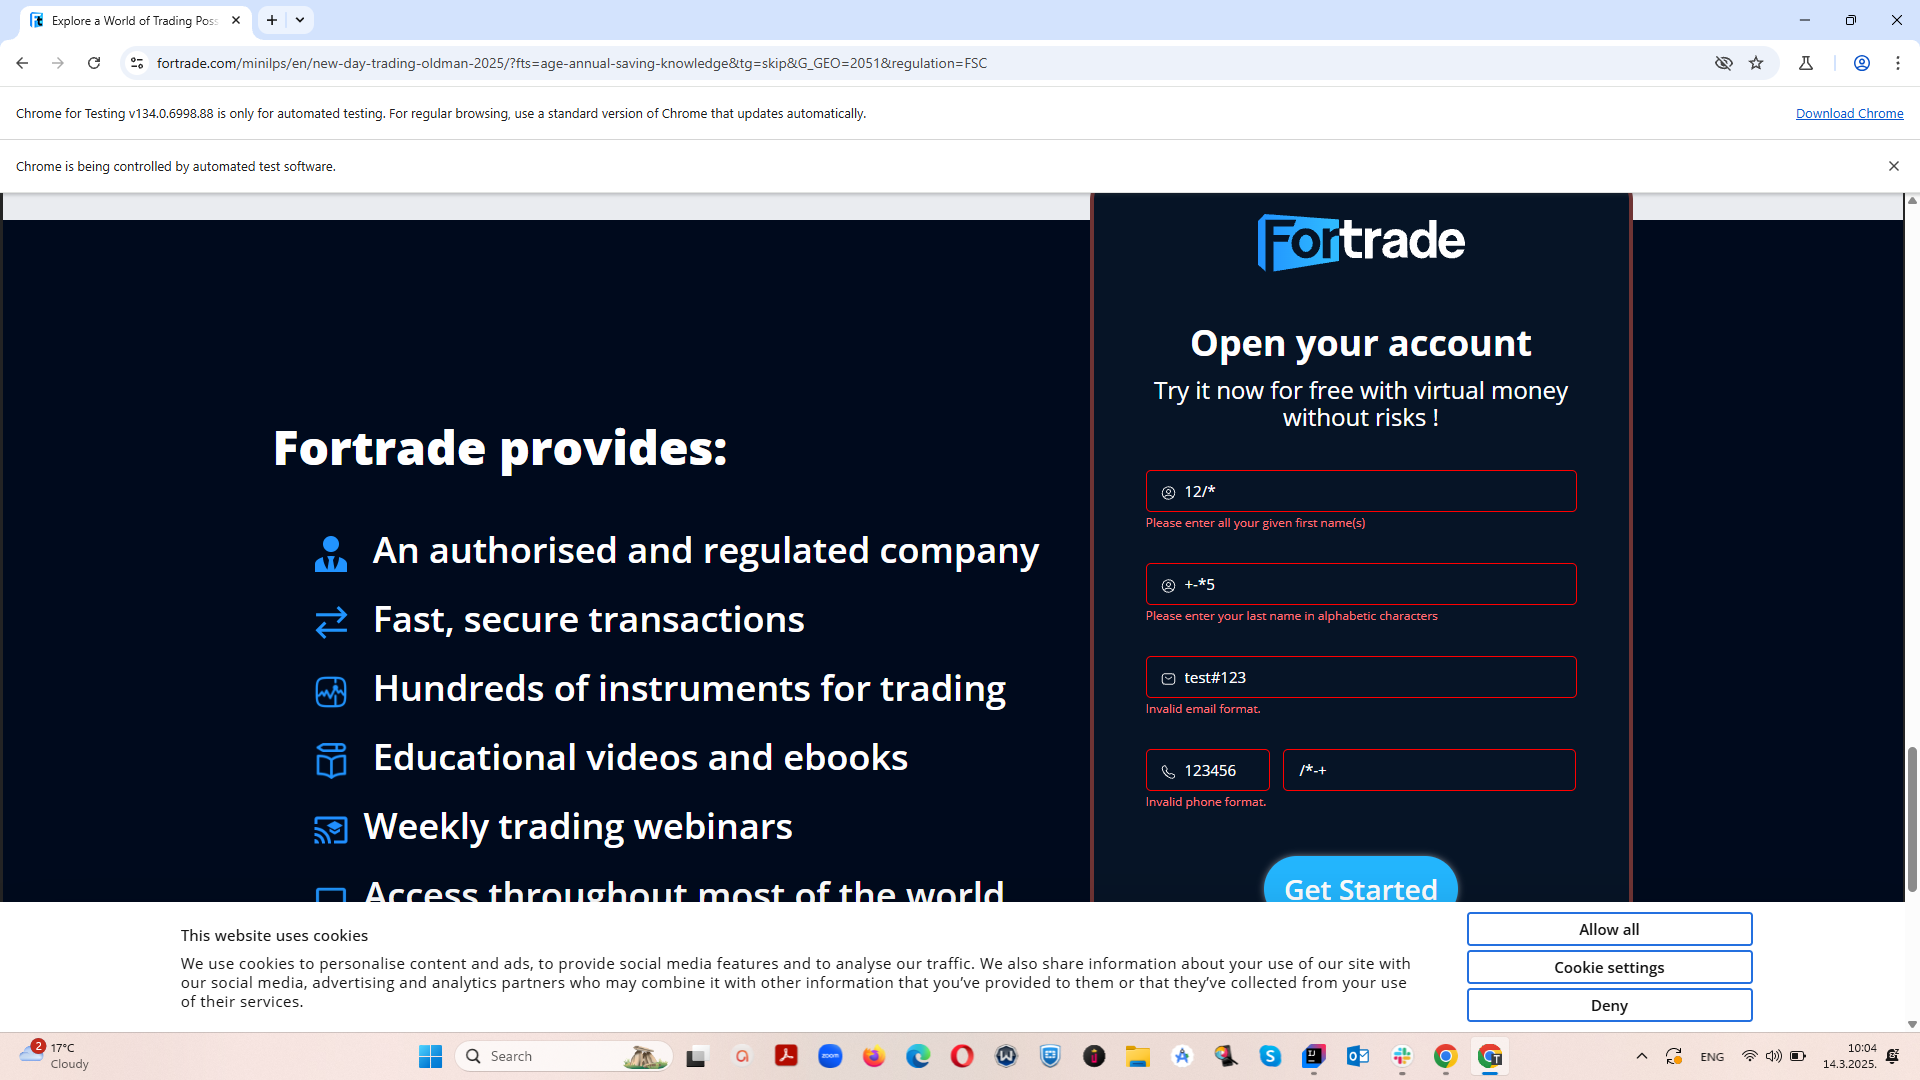 Explore a World of Trading Poss
fortrade.com/minilps/en/new-day-trading-oldman-2025/?fts=age-annual-saving-knowledge&tg=skip&G_GEO=2051&regulation=FSC
Chrome for Testing v134.0.6998.88 is only for automated testing. For regular browsing, use a standard version of Chrome that updates automatically.
Download Chrome
Chrome is being controlled by automated test software.
Fortrade
Open your account
Try it now for free with virtual money
without risks !
12/*
Please enter all your given first name(s)
+-*5
Please enter your last name in alphabetic characters
test#123
Invalid email format.
123456
/*-+
Invalid phone format.
Get Started
Fortrade provides:
An authorised and regulated company
Fast, secure transactions
Hundreds of instruments for trading
Educational videos and ebooks
Weekly trading webinars
Access throughout most of the world
This website uses cookies
We use cookies to personalise content and ads, to provide social media features and to analyse our traffic. We also share information about your use of our site with
our social media, advertising and analytics partners who may combine it with other information that you've provided to them or that they've collected from your use
of their services.
Allow all
Cookie settings
Deny
2
17°C
Cloudy
Search
zoom
ENG
10:04
14.3.2025.